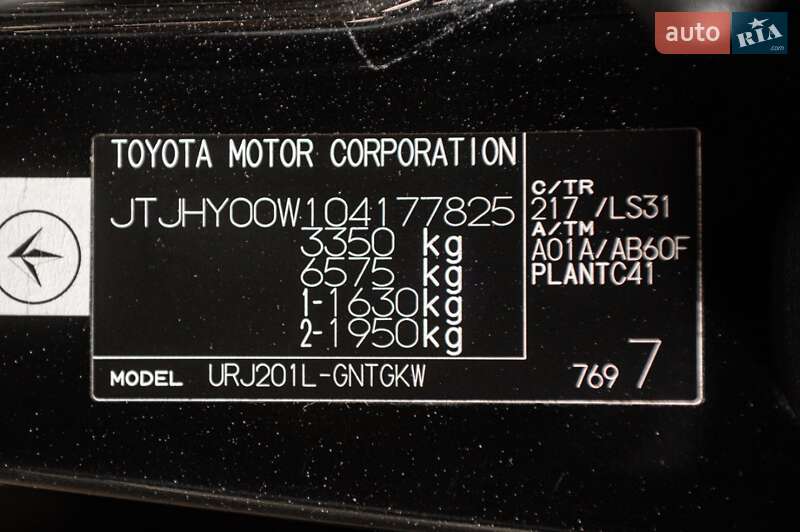 auto RIA.com
TOYOTA MOTOR CORPORATION
JTJHY00W104177825
3350 kg
6575 kg
1-1630kg
2-1950kg
C/TR
217 /LS31
A/TM
A01A/AB60F
PLANTC41
MODEL URJ201L-GNTGKW
769 7